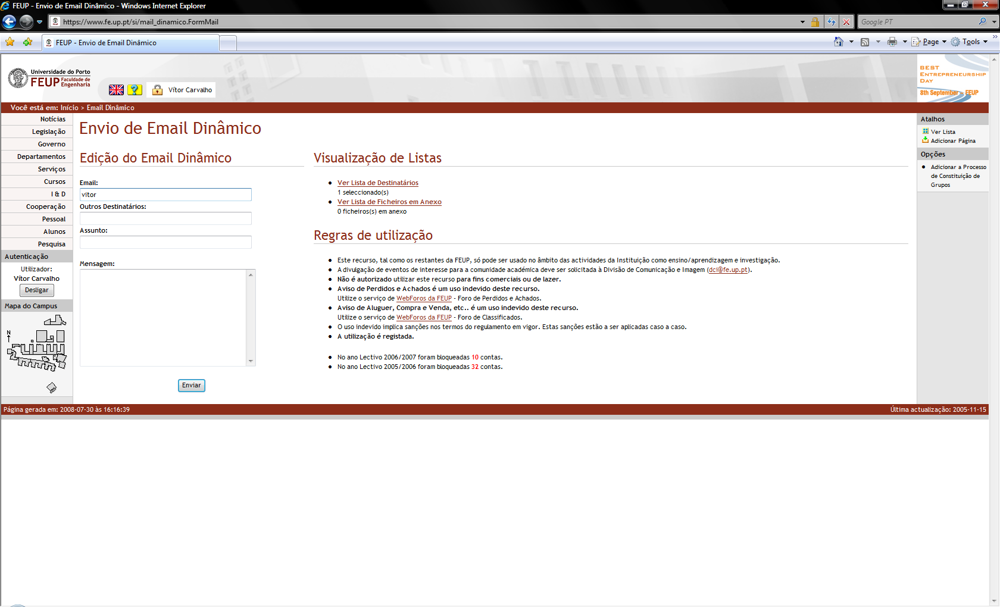 FEUP - Envio de Email Dinâmico - Windows Internet Explorer
https://www.fe.up.pt/si/mail_dinamico.FormMail
Google PT
FEUP - Envio de Email Dinâmico
Page
Tools
Universidade do Porto
FEUP Faculdade de Engenharia
Vítor Carvalho
BEST
ENTREPRENEURSHIP
DAY
8th September - FEUP
Você está em: Início > Email Dinâmico
Notícias
Legislação
Governo
Departamentos
Serviços
Cursos
I & D
Cooperação
Pessoal
Alunos
Pesquisa
Autenticação
Utilizador:
Vítor Carvalho
Desligar
Mapa do Campus
N
Envio de Email Dinâmico
Edição do Email Dinâmico
Email:
vitor
Outros Destinatários:
Assunto:
Mensagem:
Enviar
Visualização de Listas
Ver Lista de Destinatários
1 seleccionado(s)
Ver Lista de Ficheiros em Anexo
0 ficheiros(s) em anexo
Regras de utilização
Este recurso, tal como os restantes da FEUP, só pode ser usado no âmbito das actividades da Instituição como ensino/aprendizagem e investigação.
A divulgação de eventos de interesse para a comunidade académica deve ser solicitada à Divisão de Comunicação e Imagem (dci@fe.up.pt).
Não é autorizado utilizar este recurso para fins comerciais ou de lazer.
Aviso de Perdidos e Achados é um uso indevido deste recurso.
Utilize o serviço de WebForos da FEUP - Foro de Perdidos e Achados.
Aviso de Aluguer, Compra e Venda, etc.. é um uso indevido deste recurso.
Utilize o serviço de WebForos da FEUP - Foro de Classificados.
O uso indevido implica sanções nos termos do regulamento em vigor. Estas sanções estão a ser aplicadas caso a caso.
A utilização é registada.
No ano Lectivo 2006/2007 foram bloqueadas 10 contas.
No ano Lectivo 2005/2006 foram bloqueadas 32 contas.
Atalhos
Ver Lista
Adicionar Página
Opções
Adicionar a Processo
de Constituição de
Grupos
Página gerada em: 2008-07-30 às 16:16:39
Última actualização: 2005-11-15